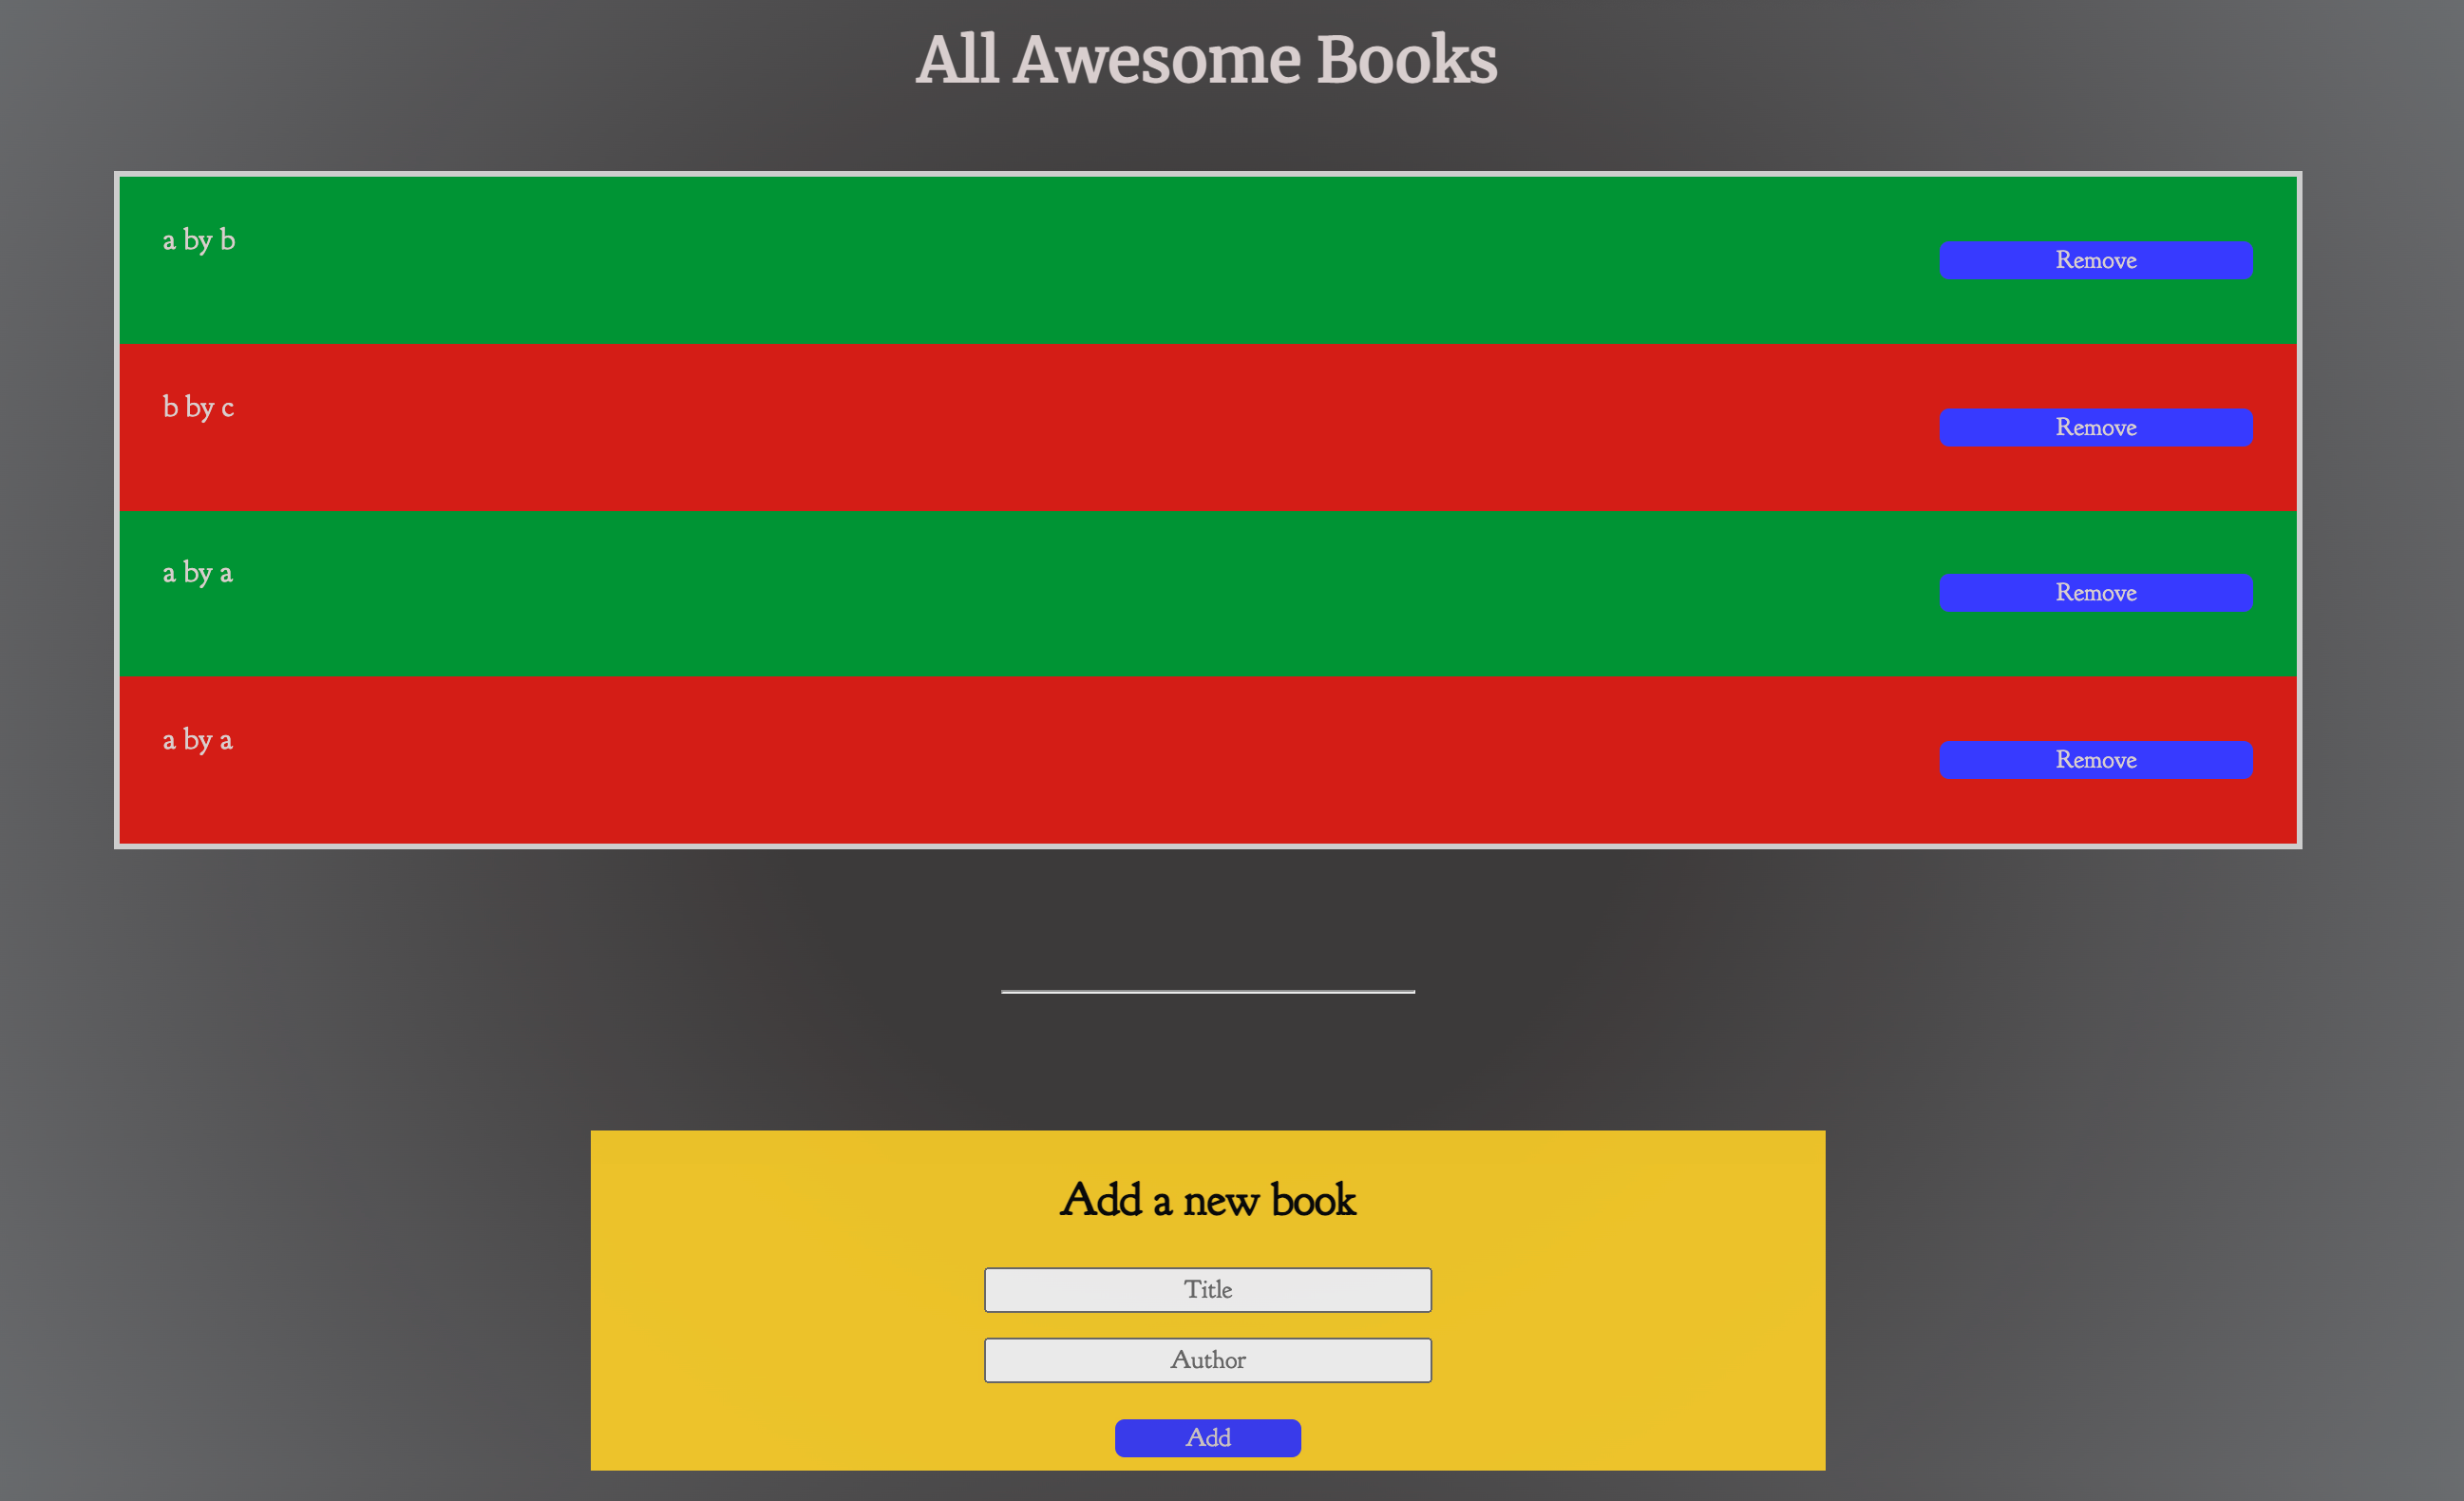 All Awesome Books
a by b
Remove
b by c
Remove
a by a
Remove
a by a
Remove
Add a new book
Title
Author
Add